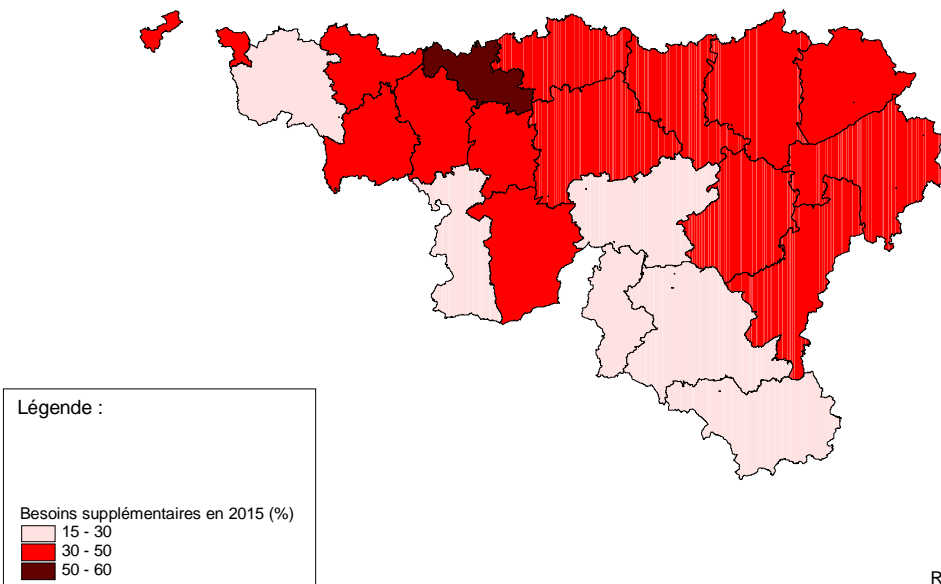 Légende :
Besoins supplémentaires en 2015 (%)
15 - 30
30 - 50
50 - 60
R